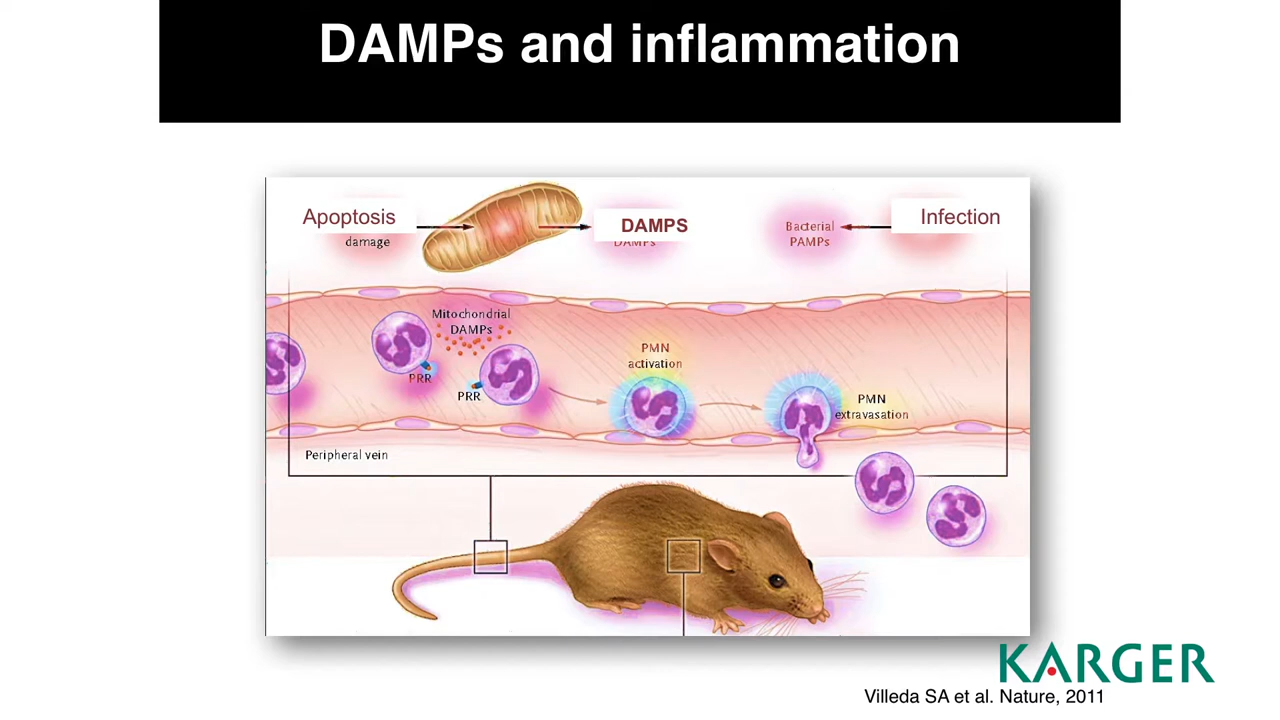 DAMPs and inflammation
Apoptosis
damage
DAMPS
DAMPs
Bacterial
PAMPs
Infection
Mitochondrial
DAMPs
PRR
PRR
PMN
activation
PMN
extravasation
Peripheral vein
KARGER
Villeda SA et al. Nature, 2011